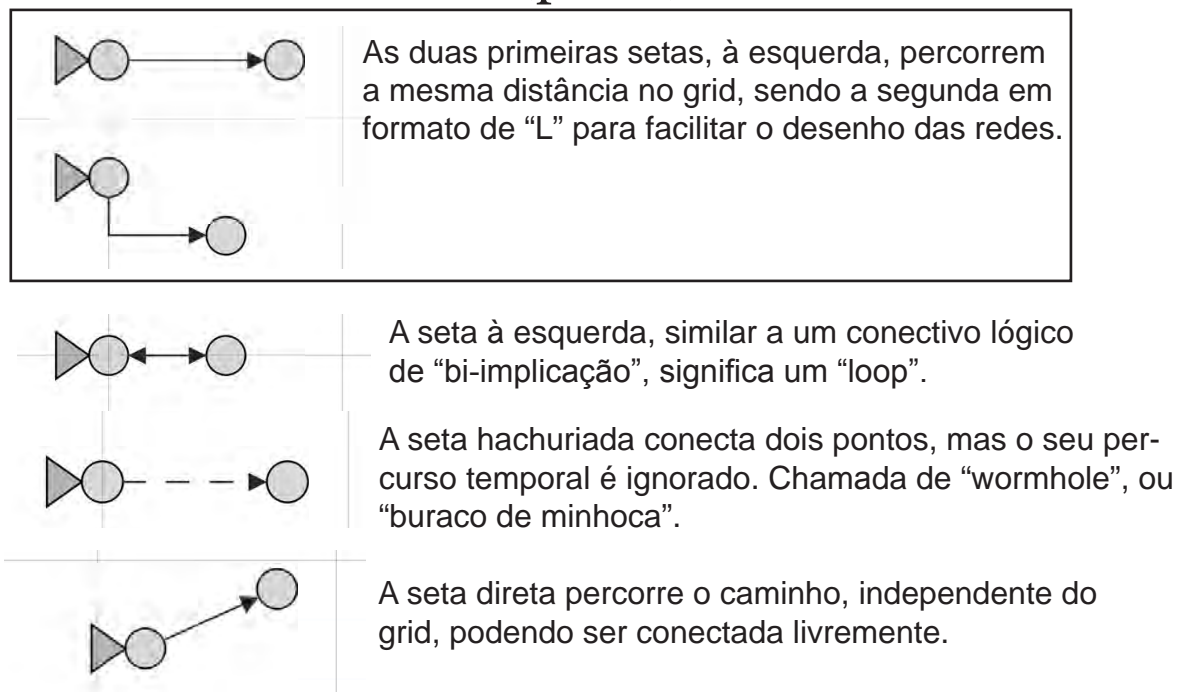 As duas primeiras setas, à esquerda, percorrem
a mesma distância no grid, sendo a segunda em
formato de “L” para facilitar o desenho das redes.
A seta à esquerda, similar a um conectivo lógico
de “bi-implicação”, significa um “loop”.
A seta hachuriada conecta dois pontos, mas o seu per-
curso temporal é ignorado. Chamada de “wormhole”, ou
“buraco de minhoca”.
A seta direta percorre o caminho, independente do
grid, podendo ser conectada livremente.